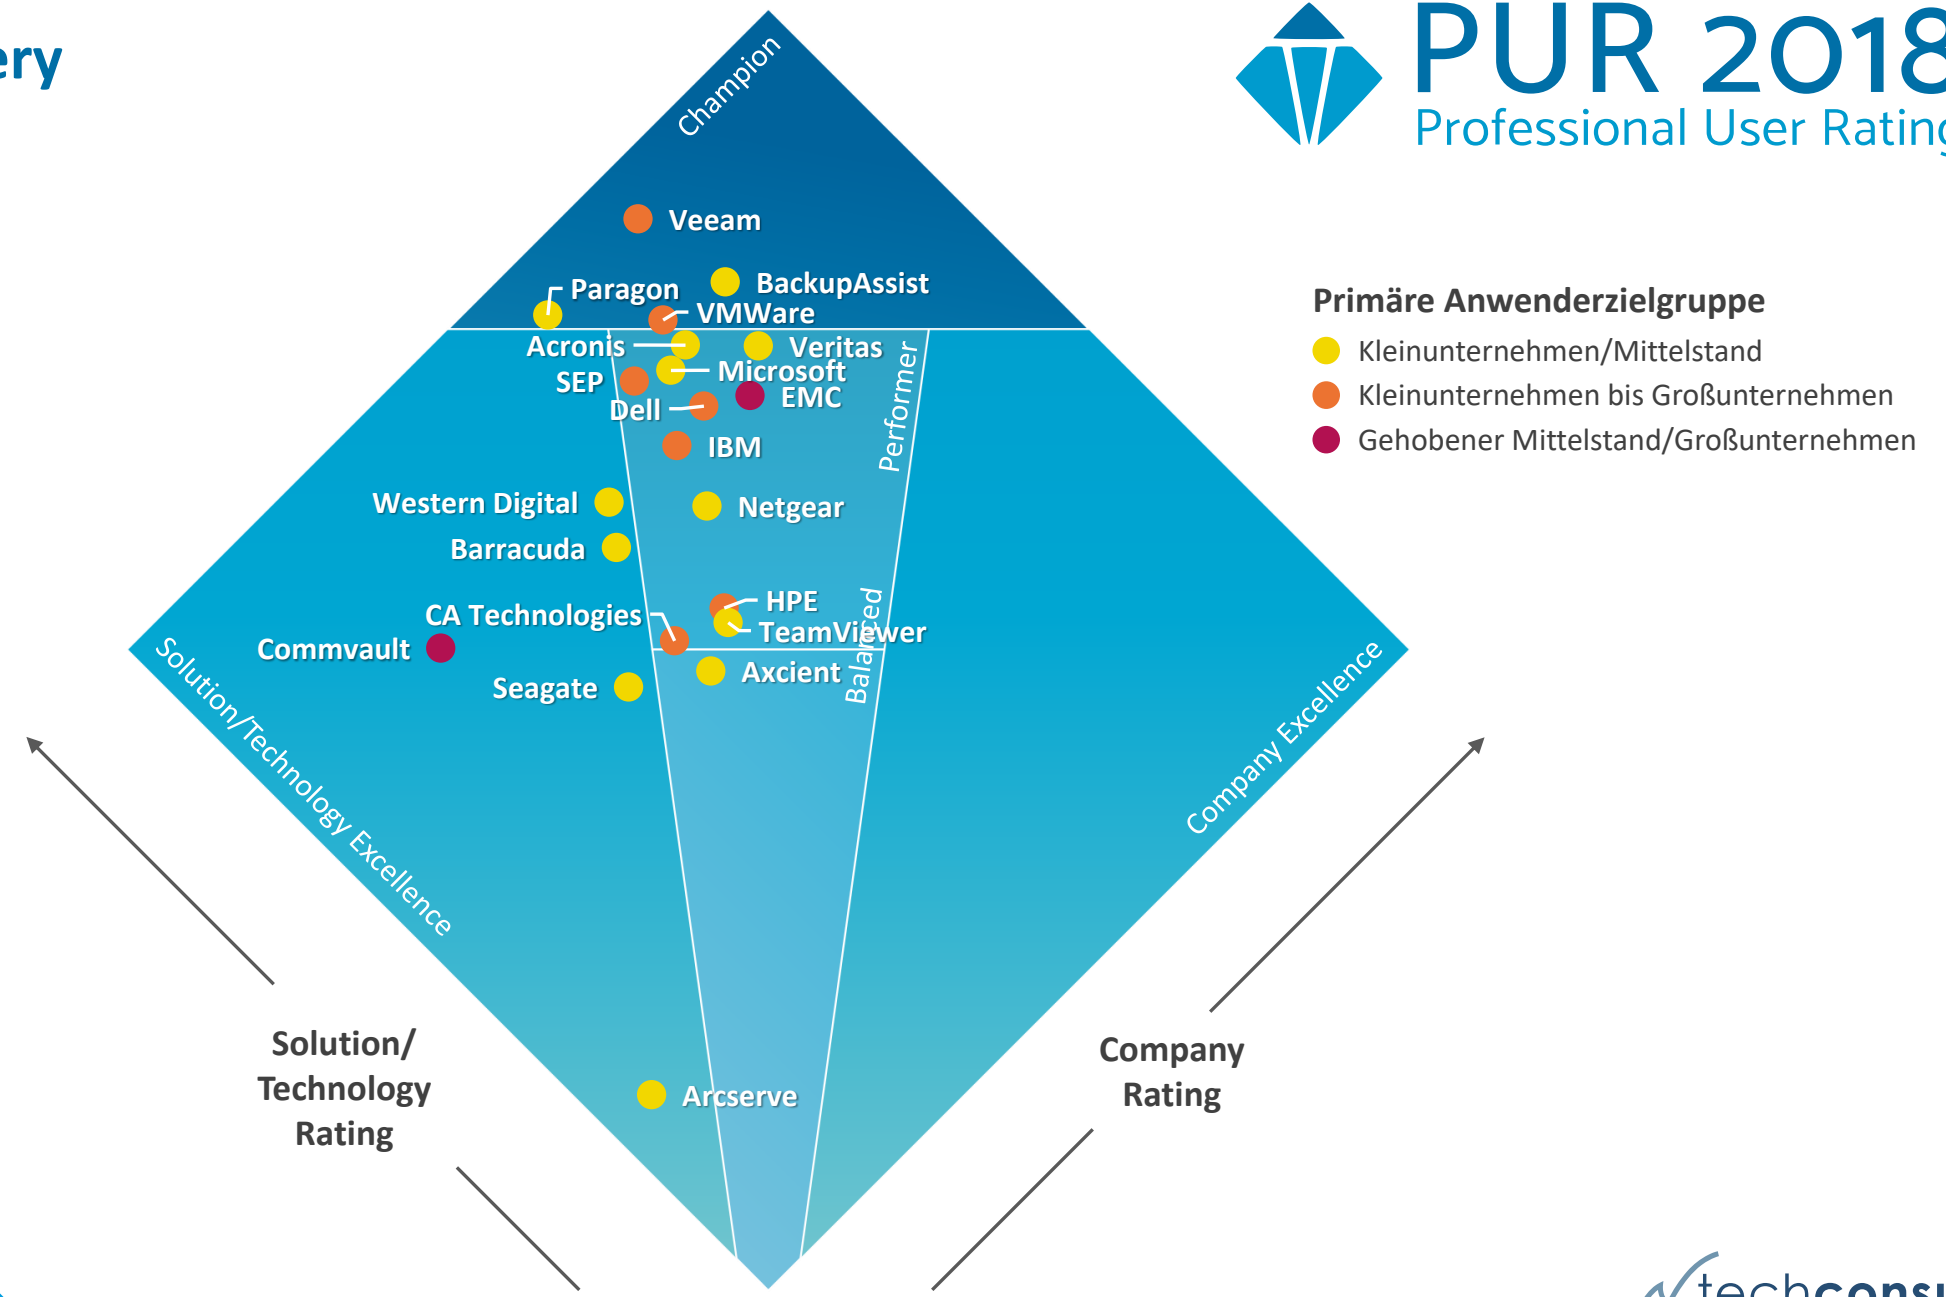 ery
PUR 2018
Professional User Rating
Champion
Veeam
BackupAssist
Paragon
VMWare
Acronis
Veritas
Microsoft
SEP
EMC
Dell
IBM
Performer
Western Digital
Netgear
Barracuda
HPE
CA Technologies
TeamViewer
Commvault
Axcient
Balanced
Seagate
Arcserve
Solution/Technology Excellence
Company Excellence
Primäre Anwenderzielgruppe
Kleinunternehmen/Mittelstand
Kleinunternehmen bis Großunternehmen
Gehobener Mittelstand/Großunternehmen
Solution/
Technology
Rating
Company
Rating
techconsu